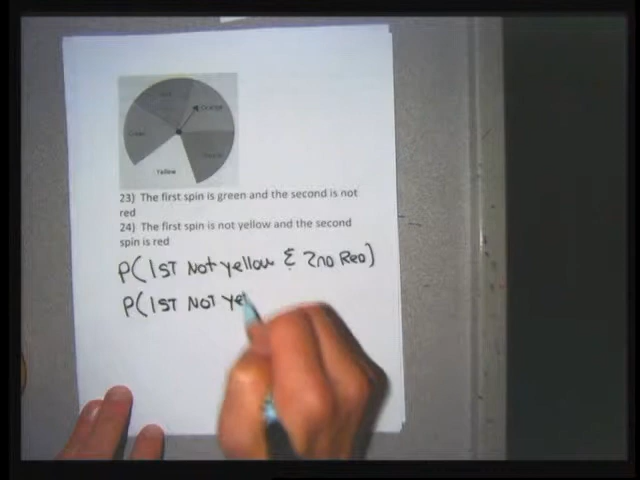 Orange
Yellow
23) The first spin is green and the second is not
red
24) The first spin is not yellow and the second
spin is red
P(1ST Not yellow & 2nd Red)
P(1ST NOT Ye